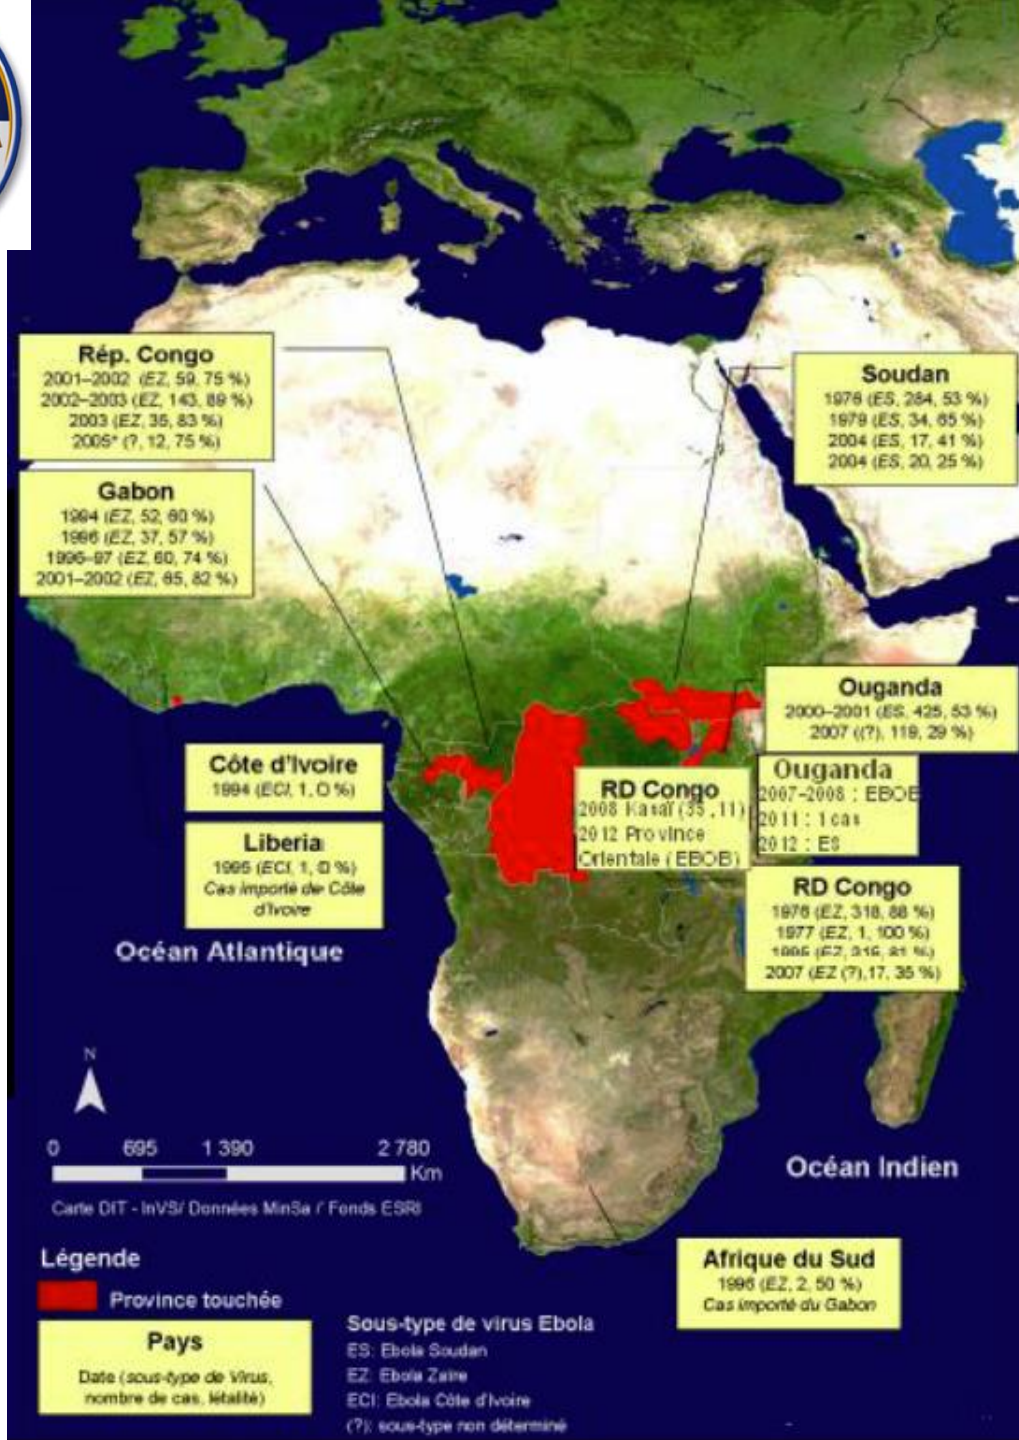 Rép. Congo
2001–2002 (EZ, 59, 75 %)
2002–2003 (EZ, 143, 89 %)
2003 (EZ, 35, 83 %)
2005* (?, 12, 75 %)
Gabon
1994 (EZ, 52, 60 %)
1996 (EZ, 37, 57 %)
1996–97 (EZ, 60, 74 %)
2001–2002 (EZ, 65, 82 %)
Soudan
1976 (ES, 284, 53 %)
1979 (ES, 34, 65 %)
2004 (ES, 17, 41 %)
2004 (ES, 20, 25 %)
Ouganda
2000–2001 (ES, 425, 53 %)
2007 ((?), 119, 29 %)
Ouganda
2007-2008 : EBOB
2011 : 1 cas
2012 : ES
Côte d'Ivoire
1994 (ECI, 1, 0 %)
Liberia
1995 (ECI, 1, 0 %)
Cas importé de Côte
d'Ivoire
RD Congo
2008 Kasaï (35 ,11)
2012 Province
Orientale (EBOB)
RD Congo
1976 (EZ, 318, 88 %)
1977 (EZ, 1, 100 %)
1995 (EZ, 315, 81 %)
2007 (EZ (?),17, 35 %)
Océan Atlantique
N
0 695 1 390 2 780
Km
Océan Indien
Carte DIT - InVS/ Données MinSa / Fonds ESRI
Afrique du Sud
1996 (EZ, 2, 50 %)
Cas importé du Gabon
Légende
Province touchée
Pays
Date (sous-type de Virus,
nombre de cas, létalité)
Sous-type de virus Ebola
ES: Ebola Soudan
EZ: Ebola Zaïre
ECI: Ebola Côte d'Ivoire
(?): sous-type non déterminé